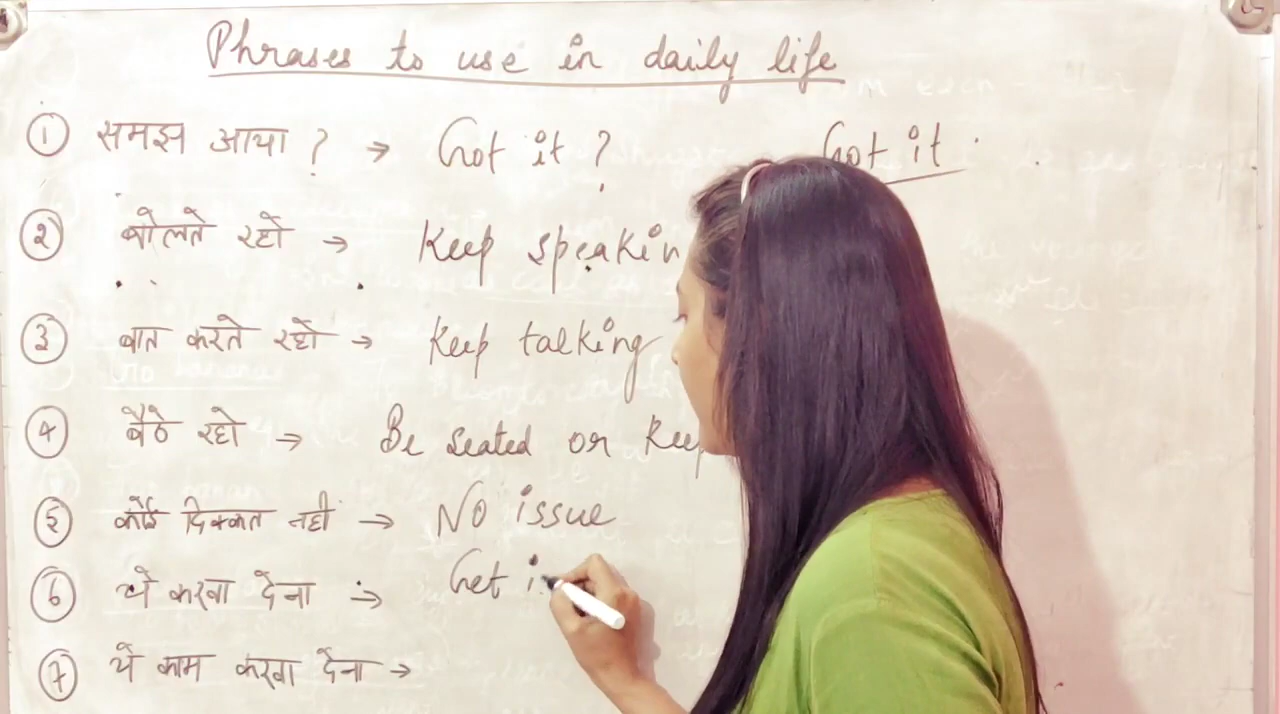 Phrases to use in daily life
① समझ आया ? → Got it ? Got it
② बोलते रहो → Keep speakin
③ बात करते रहो → Keep talking
④ बैठे रहो → Be seated or Keep
⑤ कोई दिक्कत नहीं → No issue
⑥ ये करवा देना → Get i
⑦ ये काम करवा देना →